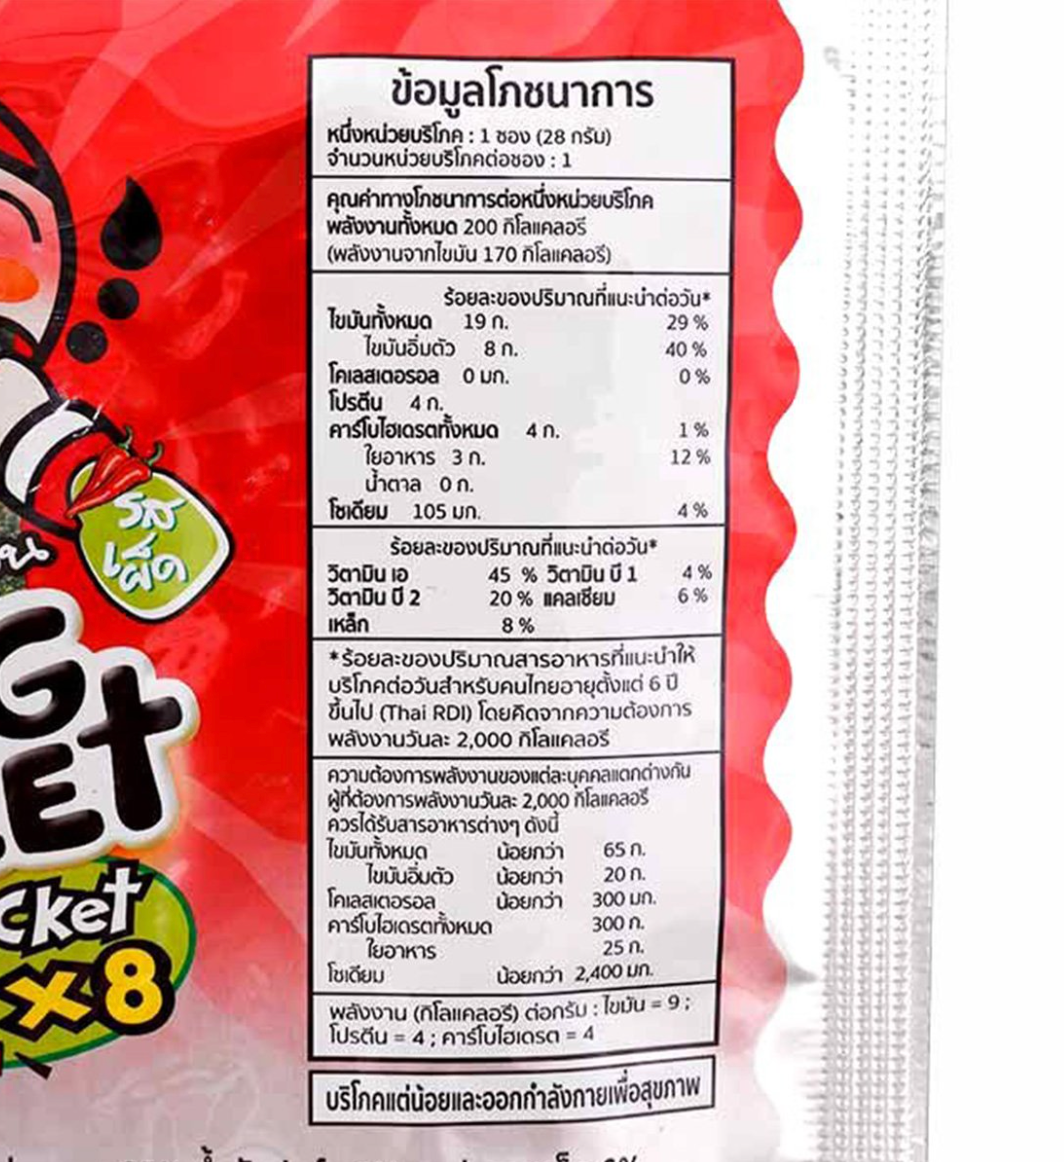 ข้อมูลโภชนาการ
หนึ่งหน่วยบริโภค : 1 ซอง (28 กรัม)
จำนวนหน่วยบริโภคต่อซอง : 1
คุณค่าทางโภชนาการต่อหนึ่งหน่วยบริโภค
พลังงานทั้งหมด 200 กิโลแคลอรี
(พลังงานจากไขมัน 170 กิโลแคลอรี)
ร้อยละของปริมาณที่แนะนำต่อวัน*
ไขมันทั้งหมด 19 ก. 29 %
ไขมันอิ่มตัว 8 ก. 40 %
โคเลสเตอรอล 0 มก. 0 %
โปรตีน 4 ก.
คาร์โบไฮเดรตทั้งหมด 4 ก. 1 %
ใยอาหาร 3 ก. 12 %
น้ำตาล 0 ก.
โซเดียม 105 มก. 4 %
ร้อยละของปริมาณที่แนะนำต่อวัน*
วิตามิน เอ 45 % วิตามิน บี 1 4 %
วิตามิน บี 2 20 % แคลเซียม 6 %
เหล็ก 8 %
*ร้อยละของปริมาณสารอาหารที่แนะนำให้
บริโภคต่อวันสำหรับคนไทยอายุตั้งแต่ 6 ปี
ขึ้นไป (Thai RDI) โดยคิดจากความต้องการ
พลังงานวันละ 2,000 กิโลแคลอรี
ความต้องการพลังงานของแต่ละบุคคลแตกต่างกัน
ผู้ที่ต้องการพลังงานวันละ 2,000 กิโลแคลอรี
ควรได้รับสารอาหารต่างๆ ดังนี้
ไขมันทั้งหมด น้อยกว่า 65 ก.
ไขมันอิ่มตัว น้อยกว่า 20 ก.
โคเลสเตอรอล น้อยกว่า 300 มก.
คาร์โบไฮเดรตทั้งหมด 300 ก.
ใยอาหาร 25 ก.
โซเดียม น้อยกว่า 2,400 มก.
พลังงาน (กิโลแคลอรี) ต่อกรัม : ไขมัน = 9 ;
โปรตีน = 4 ; คาร์โบไฮเดรต = 4
บริโภคแต่น้อยและออกกำลังกายเพื่อสุขภาพ
รส
เผ็ด
G
Et
cket
x8